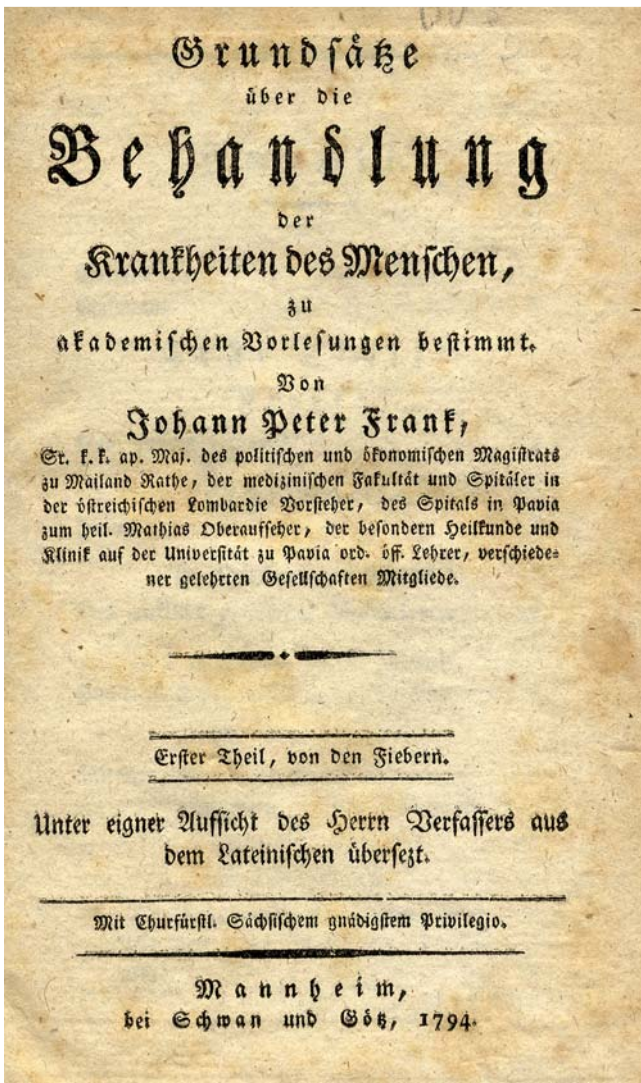 Grundsätze
über die
Behandlung
der
Krankheiten des Menschen,
zu
akademischen Vorlesungen bestimmt.
Von
Johann Peter Frank,
Sr. k. k. ap. Maj. des politischen und ökonomischen Magistrats
zu Mailand Rathe, der medizinischen Fakultät und Spitäler in
der östreichischen Lombardie Vorsteher, des Spitals in Pavia
zum heil. Mathias Oberaufseher, der besondern Heilkunde und
Klinik auf der Universität zu Pavia ord. öff. Lehrer, verschiede-
ner gelehrten Gesellschaften Mitgliede.
Erster Theil, von den Fiebern.
Unter eigner Aufsicht des Herrn Verfassers aus
dem Lateinischen übersezt.
Mit Churfürstl. Sächsischem gnädigstem Privilegio.
Mannheim,
bei Schwan und Götz, 1794.